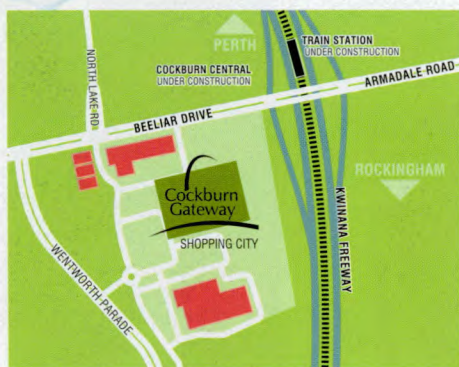 PERTH
TRAIN STATION
UNDER CONSTRUCTION
COCKBURN CENTRAL
UNDER CONSTRUCTION
NORTH LAKE RD
ARMADALE ROAD
BEELIAR DRIVE
ROCKINGHAM
Cockburn
Gateway
SHOPPING CITY
KWINANA FREEWAY
WENTWORTH PARADE